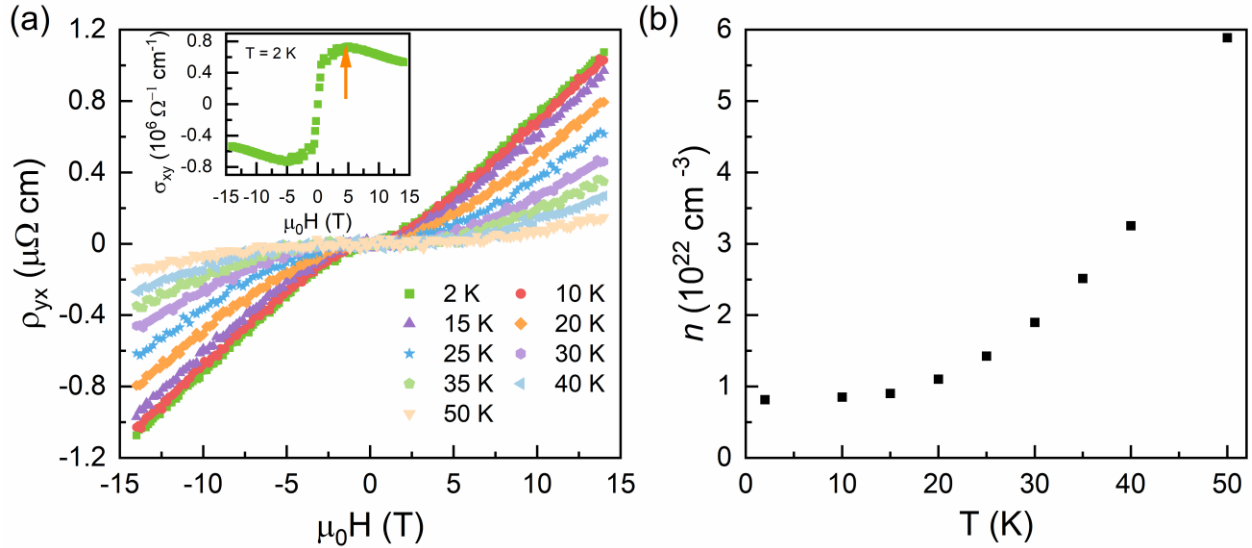 (a)
ρyx (μΩ cm)
1.2
0.8
0.4
0
-0.4
-0.8
-1.2
-15 -10 -5 0 5 10 15
μ0H (T)
σxy (10^6 Ω^-1 cm^-1)
0.8
0.4
0
-0.4
-0.8
T = 2 K
-15 -10 -5 0 5 10 15
μ0H (T)
2 K 10 K
15 K 20 K
25 K 30 K
35 K 40 K
50 K
(b)
n (10^22 cm^-3)
6
5
4
3
2
1
0
0 10 20 30 40 50
T (K)